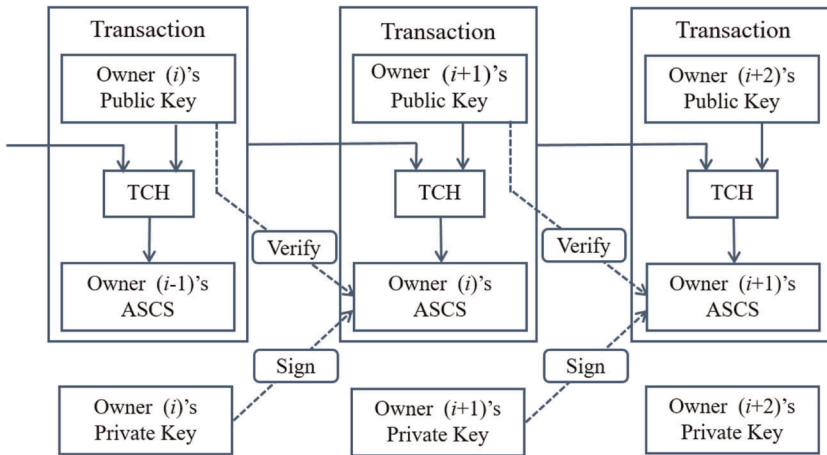 Transaction
Owner (i)'s
Public Key
TCH
Owner (i-1)'s
ASCS
Transaction
Owner (i+1)'s
Public Key
TCH
Owner (i)'s
ASCS
Transaction
Owner (i+2)'s
Public Key
TCH
Owner (i+1)'s
ASCS
Verify
Verify
Sign
Sign
Owner (i)'s
Private Key
Owner (i+1)'s
Private Key
Owner (i+2)'s
Private Key